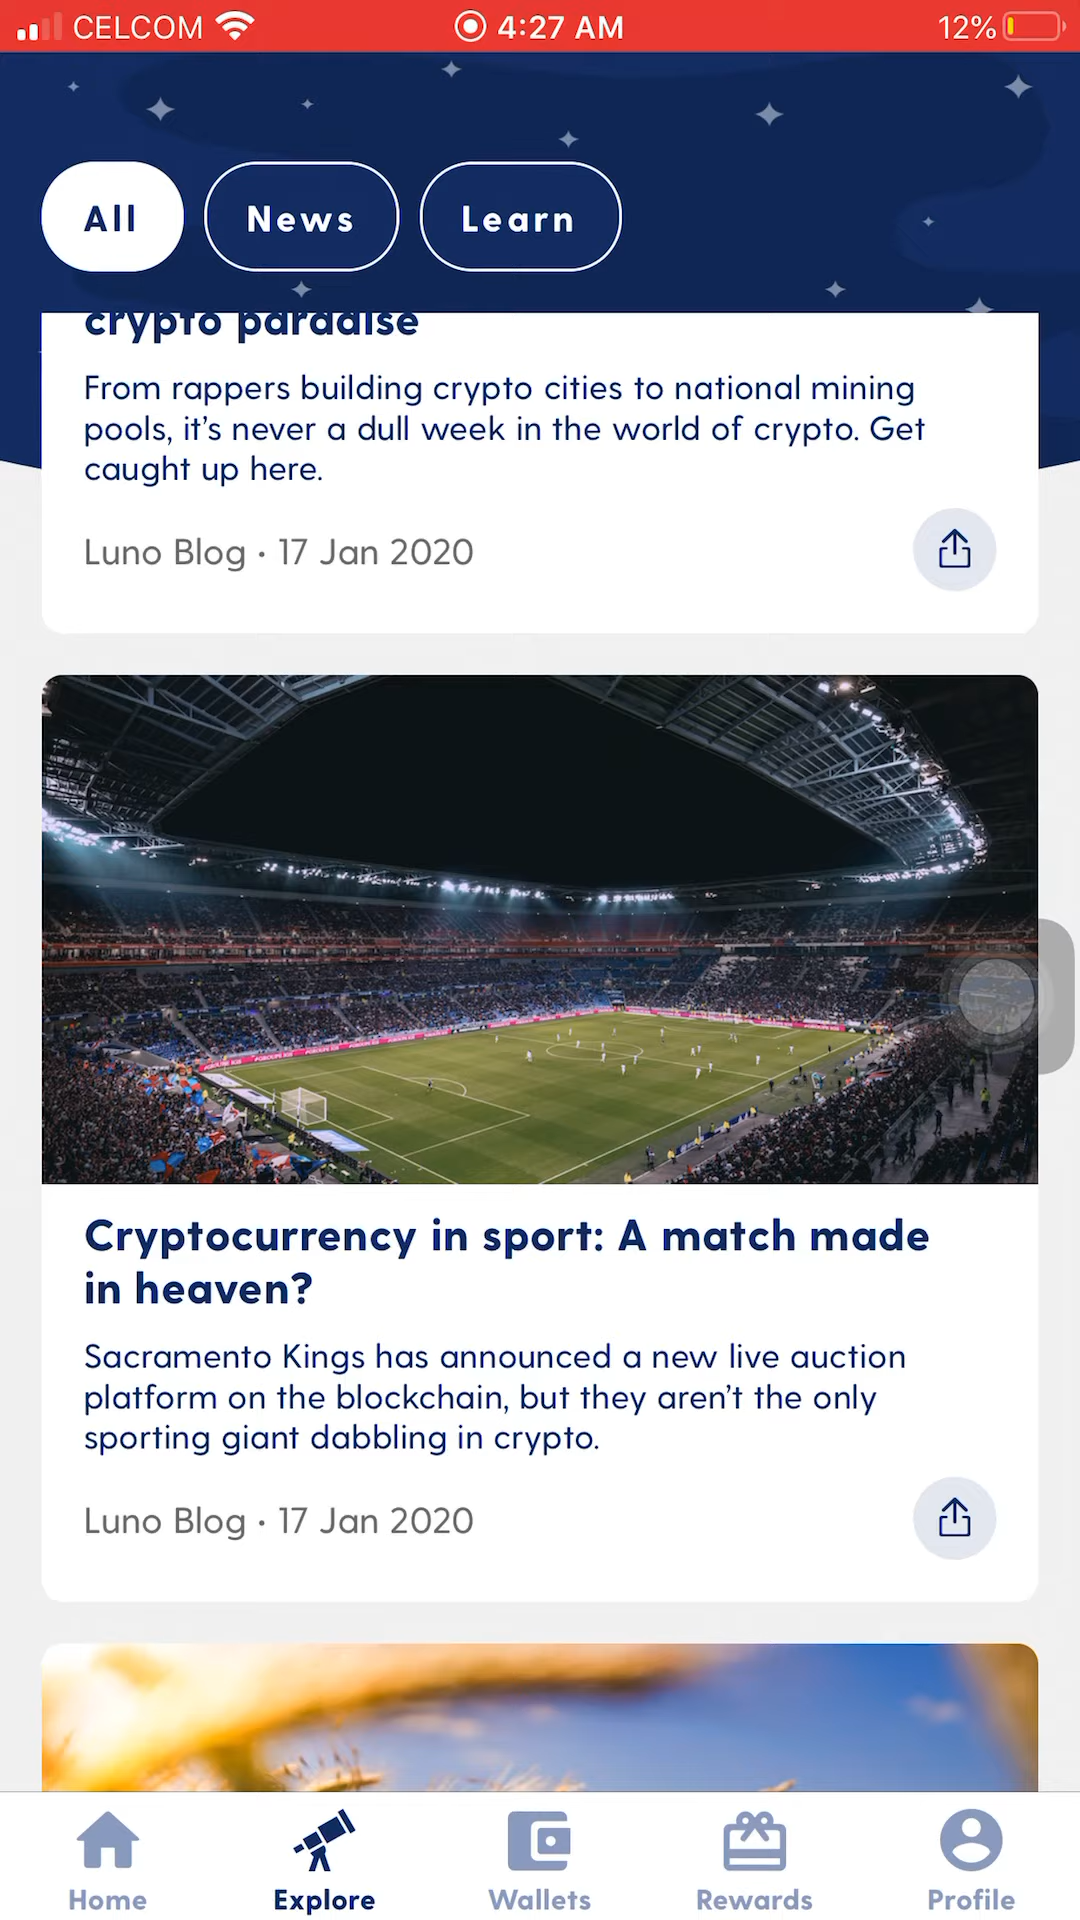 CELCOM 4:27 AM 12%
All News Learn
crypto paradise
From rappers building crypto cities to national mining
pools, it’s never a dull week in the world of crypto. Get
caught up here.
Luno Blog · 17 Jan 2020
Cryptocurrency in sport: A match made
in heaven?
Sacramento Kings has announced a new live auction
platform on the blockchain, but they aren’t the only
sporting giant dabbling in crypto.
Luno Blog · 17 Jan 2020
Home Explore Wallets Rewards Profile